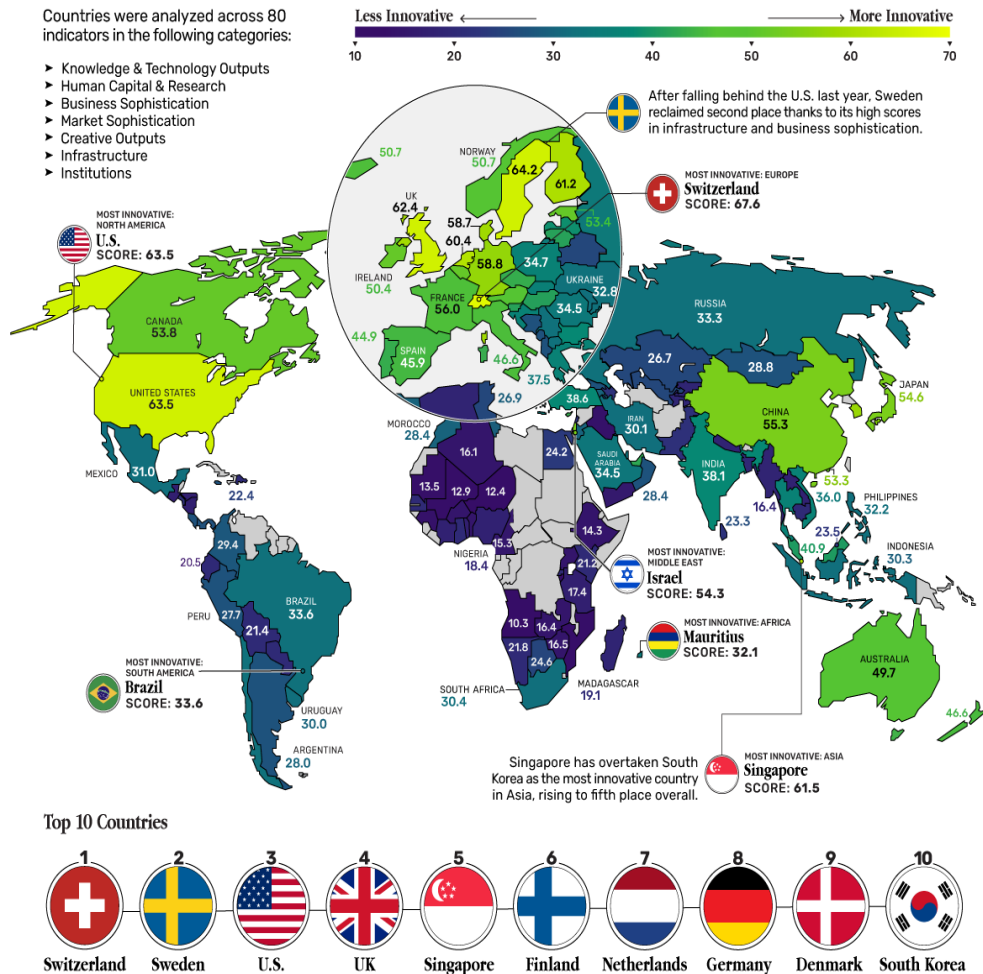 Countries were analyzed across 80
indicators in the following categories:
➤ Knowledge & Technology Outputs
➤ Human Capital & Research
➤ Business Sophistication
➤ Market Sophistication
➤ Creative Outputs
➤ Infrastructure
➤ Institutions
Less Innovative
More Innovative
10 20 30 40 50 60 70
After falling behind the U.S. last year, Sweden
reclaimed second place thanks to its high scores
in infrastructure and business sophistication.
MOST INNOVATIVE: EUROPE
Switzerland
SCORE: 67.6
MOST INNOVATIVE:
NORTH AMERICA
U.S.
SCORE: 63.5
50.7
NORWAY
50.7
64.2
61.2
UK
62.4
58.7
60.4
53.4
58.8
34.7
IRELAND
50.4
UKRAINE
32.8
FRANCE
56.0
34.5
44.9
SPAIN
45.9
46.6
37.5
CANADA
53.8
UNITED STATES
63.5
MEXICO
31.0
22.4
29.4
20.5
PERU
27.7
BRAZIL
33.6
21.4
MOST INNOVATIVE:
SOUTH AMERICA
Brazil
SCORE: 33.6
URUGUAY
30.0
ARGENTINA
28.0
RUSSIA
33.3
26.7
28.8
CHINA
55.3
JAPAN
54.6
26.9
38.6
IRAN
30.1
MOROCCO
28.4
16.1
24.2
SAUDI
ARABIA
34.5
INDIA
38.1
53.3
13.5
12.9
12.4
28.4
16.4
36.0
PHILIPPINES
32.2
23.3
23.5
14.3
NIGERIA
18.4
15.3
40.9
INDONESIA
30.3
21.2
17.4
MOST INNOVATIVE:
MIDDLE EAST
Israel
SCORE: 54.3
10.3
16.4
16.5
21.8
24.6
MOST INNOVATIVE: AFRICA
Mauritius
SCORE: 32.1
SOUTH AFRICA
30.4
MADAGASCAR
19.1
AUSTRALIA
49.7
46.6
Singapore has overtaken South
Korea as the most innovative country
in Asia, rising to fifth place overall.
MOST INNOVATIVE: ASIA
Singapore
SCORE: 61.5
Top 10 Countries
1 2 3 4 5 6 7 8 9 10
Switzerland Sweden U.S. UK Singapore Finland Netherlands Germany Denmark South Korea